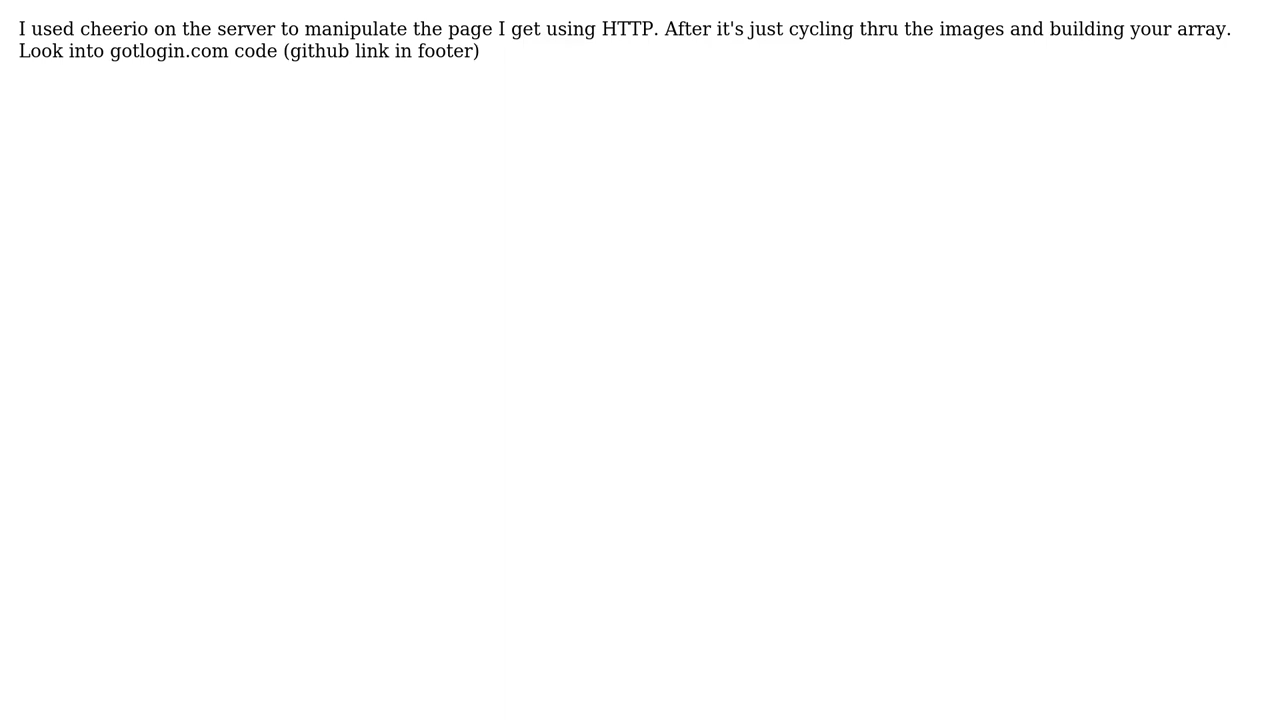 I used cheerio on the server to manipulate the page I get using HTTP. After it's just cycling thru the images and building your array.
Look into gotlogin.com code (github link in footer)